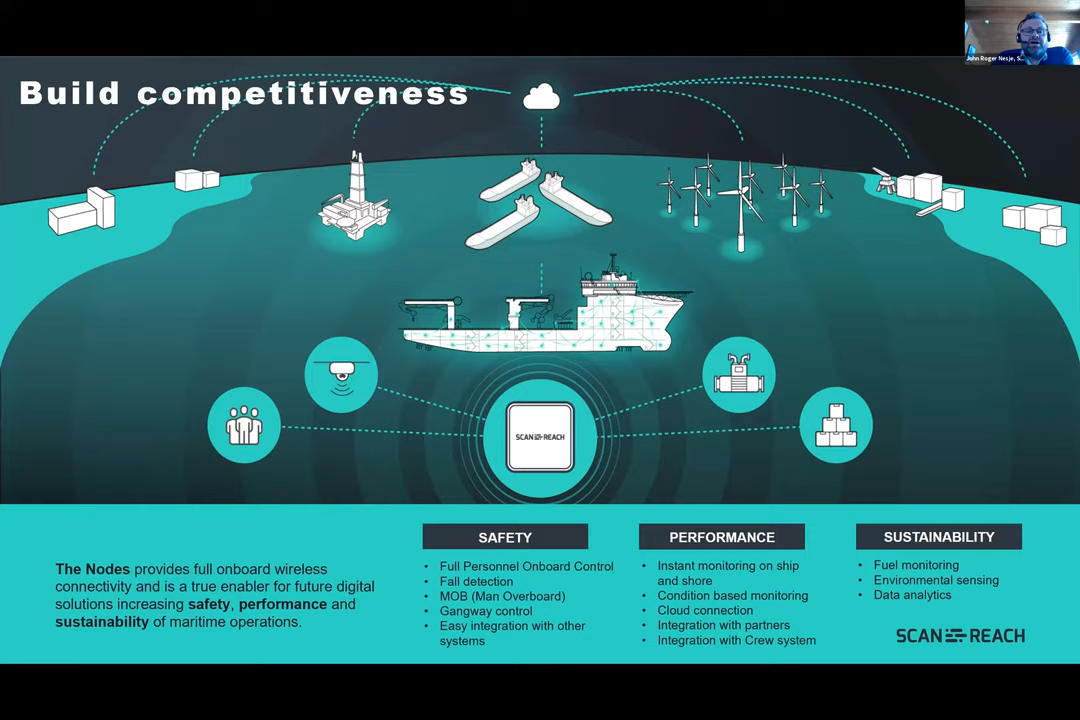 John Roger Nesje, S...
Build competitiveness
SCAN REACH
The Nodes provides full onboard wireless
connectivity and is a true enabler for future digital
solutions increasing safety, performance and
sustainability of maritime operations.
SAFETY
• Full Personnel Onboard Control
• Fall detection
• MOB (Man Overboard)
• Gangway control
• Easy integration with other
systems
PERFORMANCE
• Instant monitoring on ship
and shore
• Condition based monitoring
• Cloud connection
• Integration with partners
• Integration with Crew system
SUSTAINABILITY
• Fuel monitoring
• Environmental sensing
• Data analytics
SCAN REACH